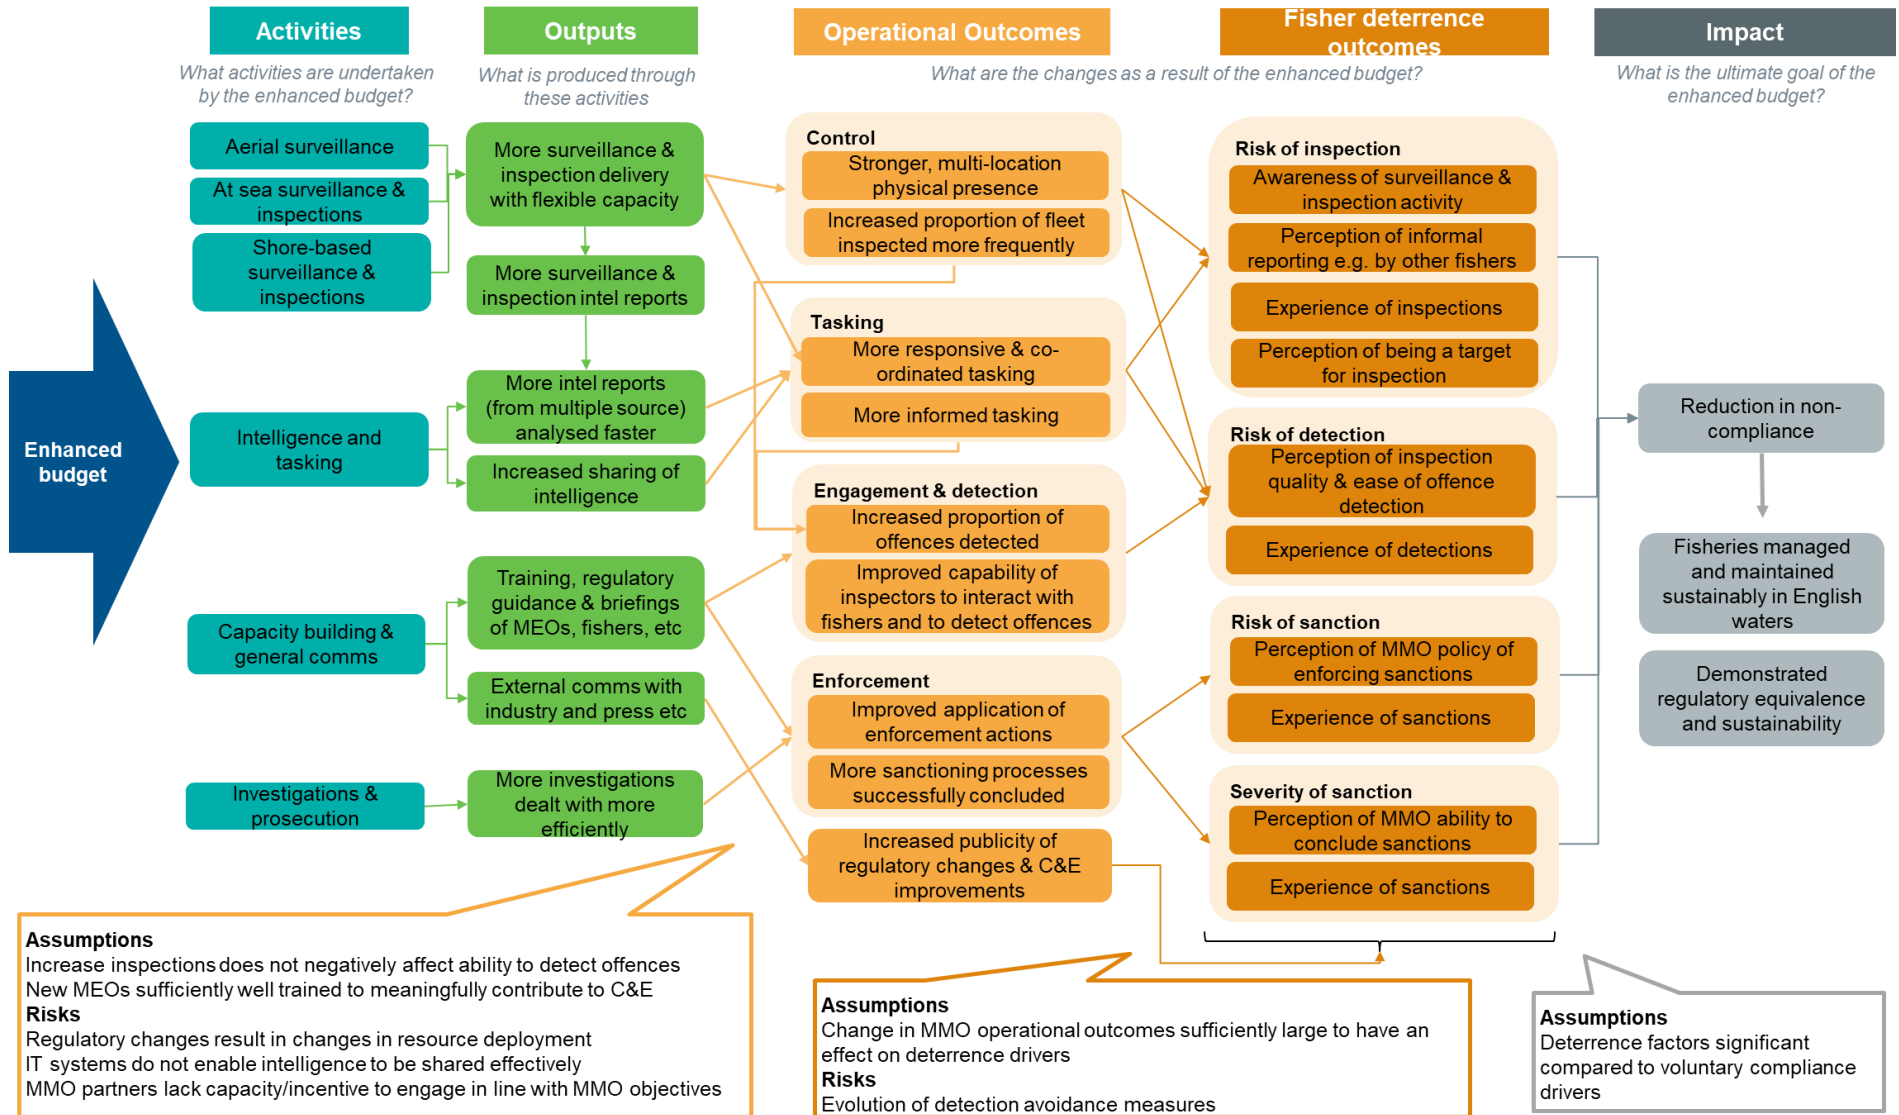 Activities
What activities are undertaken
by the enhanced budget?
Outputs
What is produced through
these activities
Operational Outcomes
Fisher deterrence
outcomes
What are the changes as a result of the enhanced budget?
Impact
What is the ultimate goal of the
enhanced budget?
Enhanced
budget
Aerial surveillance
At sea surveillance &
inspections
Shore-based
surveillance &
inspections
Intelligence and
tasking
Capacity building &
general comms
Investigations &
prosecution
More surveillance &
inspection delivery
with flexible capacity
More surveillance &
inspection intel reports
More intel reports
(from multiple source)
analysed faster
Increased sharing of
intelligence
Training, regulatory
guidance & briefings
of MEOs, fishers, etc
External comms with
industry and press etc
More investigations
dealt with more
efficiently
Control
Stronger, multi-location
physical presence
Increased proportion of fleet
inspected more frequently
Tasking
More responsive & co-
ordinated tasking
More informed tasking
Engagement & detection
Increased proportion of
offences detected
Improved capability of
inspectors to interact with
fishers and to detect offences
Enforcement
Improved application of
enforcement actions
More sanctioning processes
successfully concluded
Increased publicity of
regulatory changes & C&E
improvements
Risk of inspection
Awareness of surveillance &
inspection activity
Perception of informal
reporting e.g. by other fishers
Experience of inspections
Perception of being a target
for inspection
Risk of detection
Perception of inspection
quality & ease of offence
detection
Experience of detections
Risk of sanction
Perception of MMO policy of
enforcing sanctions
Experience of sanctions
Severity of sanction
Perception of MMO ability to
conclude sanctions
Experience of sanctions
Reduction in non-
compliance
Fisheries managed
and maintained
sustainably in English
waters
Demonstrated
regulatory equivalence
and sustainability
Assumptions
Increase inspections does not negatively affect ability to detect offences
New MEOs sufficiently well trained to meaningfully contribute to C&E
Risks
Regulatory changes result in changes in resource deployment
IT systems do not enable intelligence to be shared effectively
MMO partners lack capacity/incentive to engage in line with MMO objectives
Assumptions
Change in MMO operational outcomes sufficiently large to have an
effect on deterrence drivers
Risks
Evolution of detection avoidance measures
Assumptions
Deterrence factors significant
compared to voluntary compliance
drivers